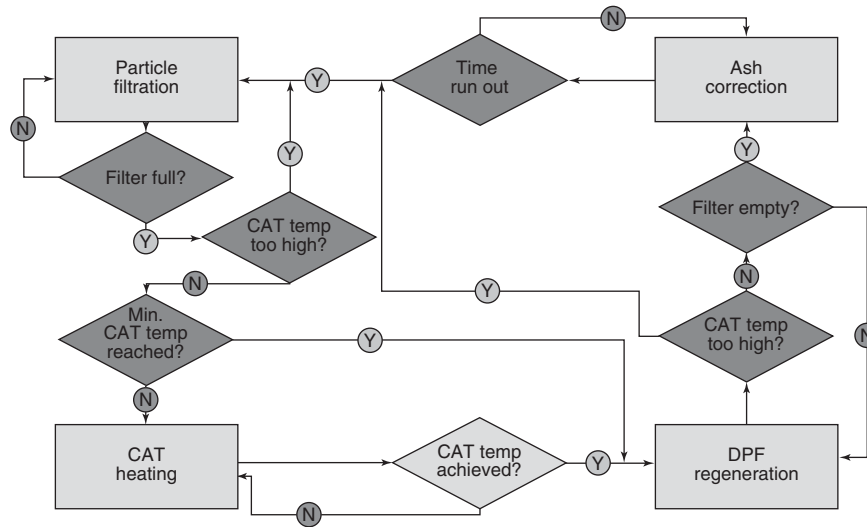 N
Particle
filtration
Y
Time
run out
Ash
correction
N
Y
Y
Filter full?
Filter empty?
Y
CAT temp
too high?
N
N
Y
Min.
CAT temp
reached?
Y
CAT temp
too high?
N
N
CAT
heating
CAT temp
achieved?
Y
DPF
regeneration
N